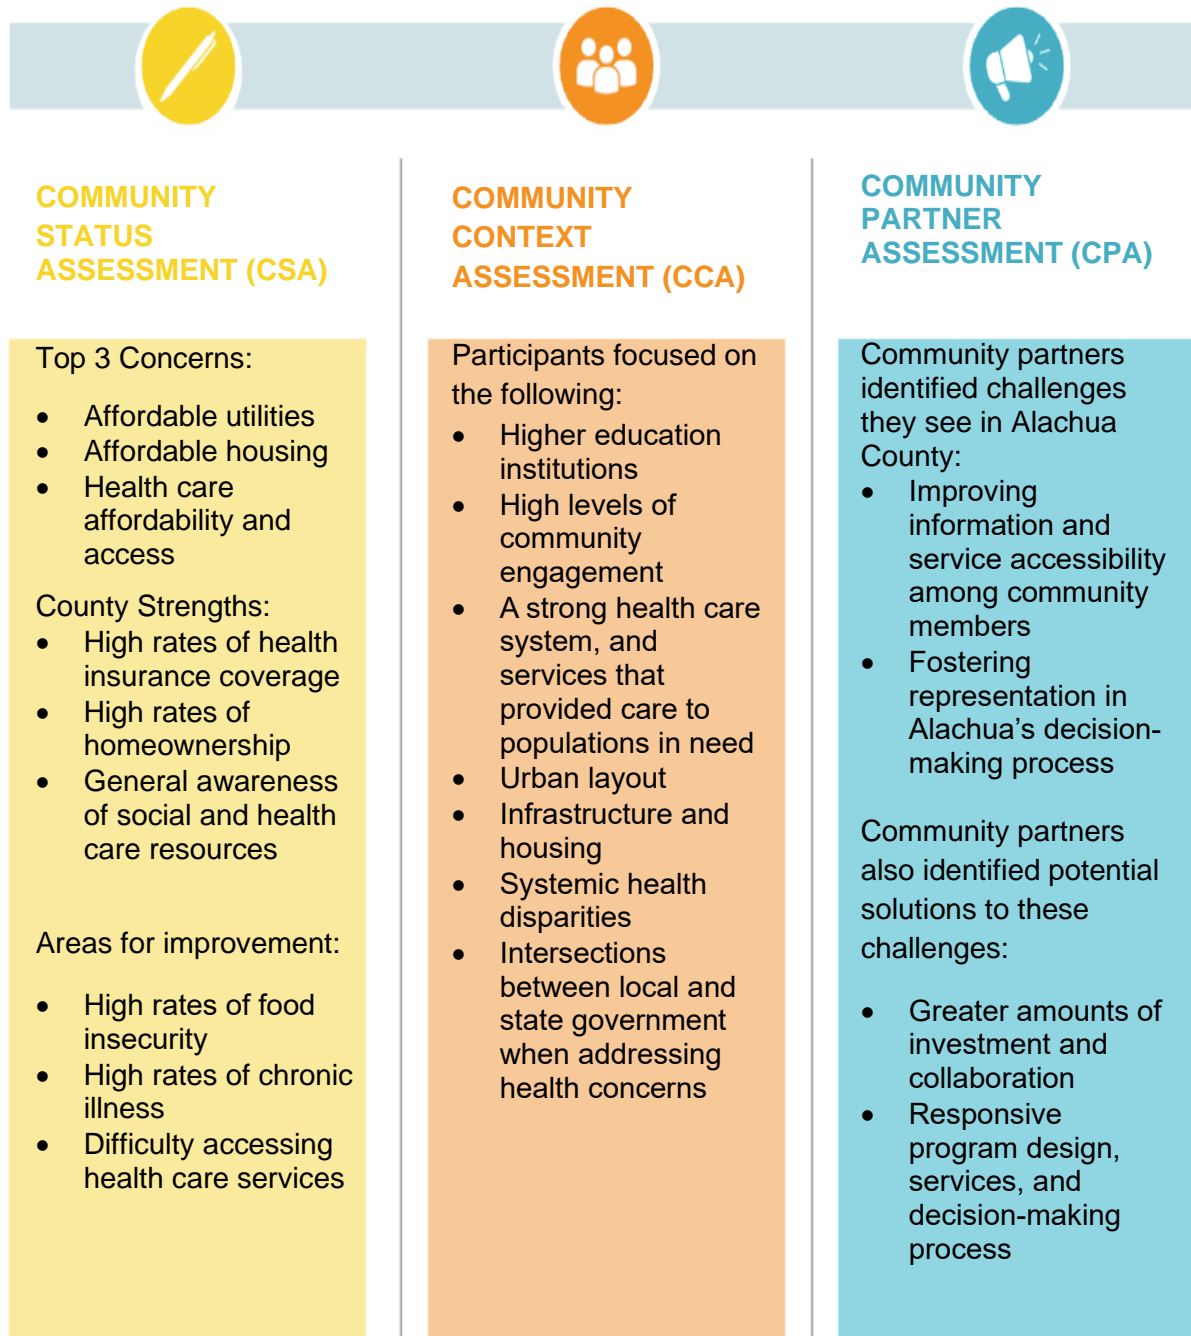 COMMUNITY
STATUS
ASSESSMENT (CSA)
Top 3 Concerns:
• Affordable utilities
• Affordable housing
• Health care
affordability and
access
County Strengths:
• High rates of health
insurance coverage
• High rates of
homeownership
• General awareness
of social and health
care resources
Areas for improvement:
• High rates of food
insecurity
• High rates of chronic
illness
• Difficulty accessing
health care services
COMMUNITY
CONTEXT
ASSESSMENT (CCA)
Participants focused on
the following:
• Higher education
institutions
• High levels of
community
engagement
• A strong health care
system, and
services that
provided care to
populations in need
• Urban layout
• Infrastructure and
housing
• Systemic health
disparities
• Intersections
between local and
state government
when addressing
health concerns
COMMUNITY
PARTNER
ASSESSMENT (CPA)
Community partners
identified challenges
they see in Alachua
County:
• Improving
information and
service accessibility
among community
members
• Fostering
representation in
Alachua’s decision-
making process
Community partners
also identified potential
solutions to these
challenges:
• Greater amounts of
investment and
collaboration
• Responsive
program design,
services, and
decision-making
process